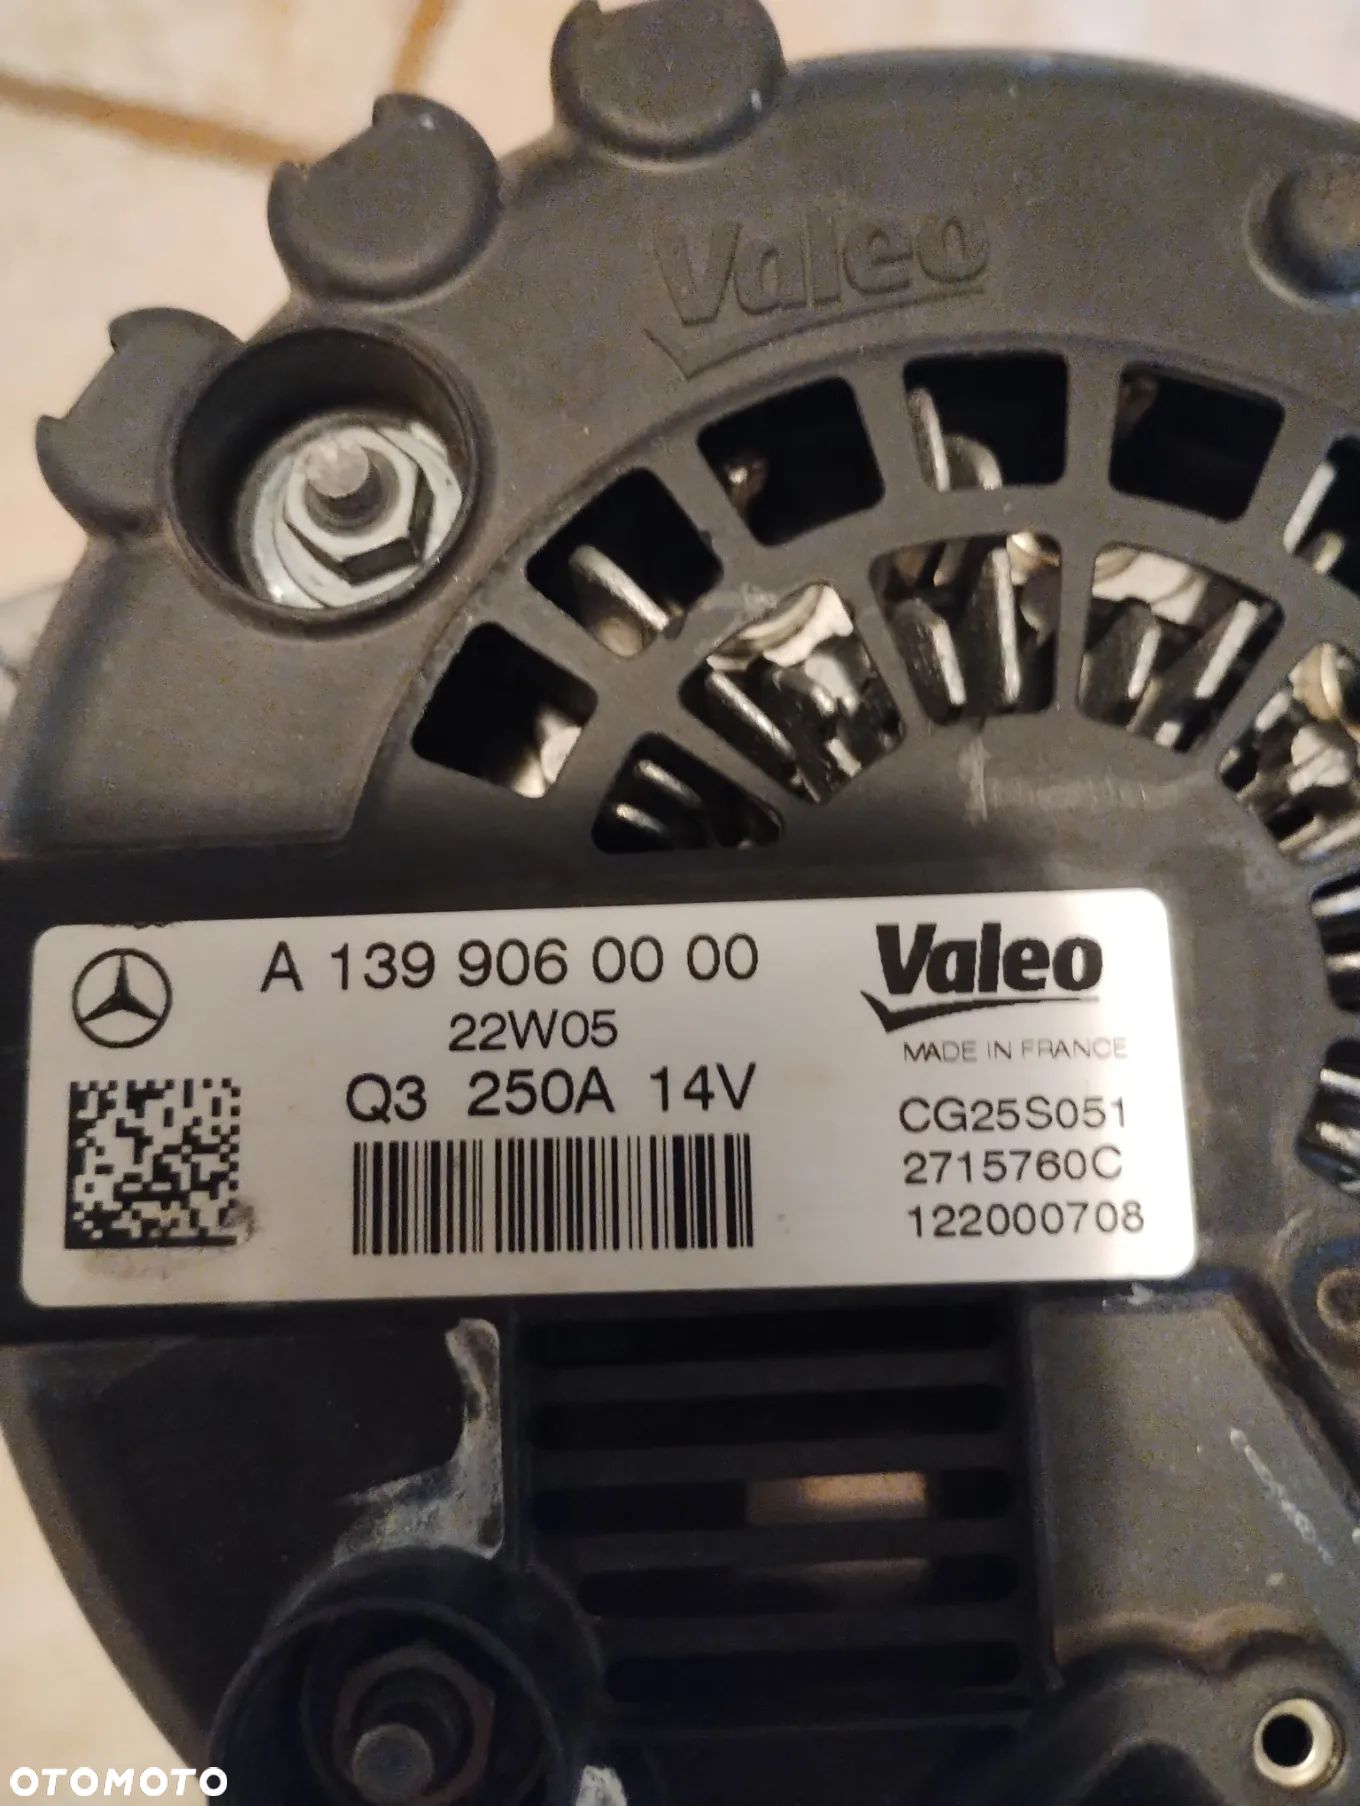 Valeo
A 139 906 00 00
22W05
Q3 250A 14V
Valeo
MADE IN FRANCE
CG25S051
2715760C
122000708
OTOMOTO